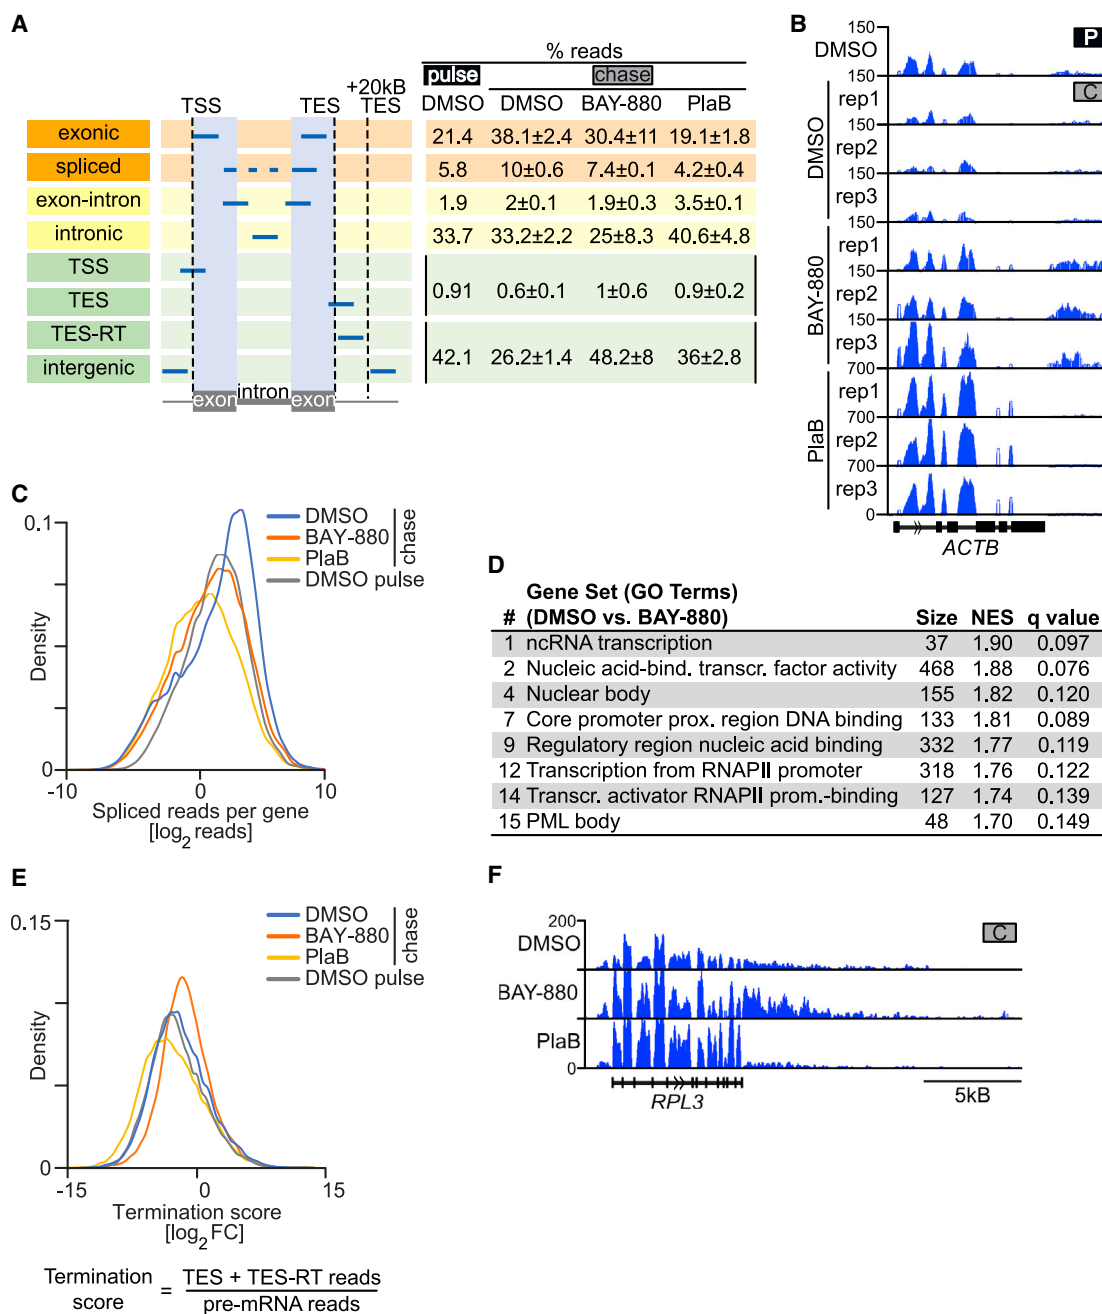 A
% reads
pulse
chase
DMSO DMSO BAY-880 PlaB
TSS TES +20kB TES
exonic 21.4 38.1±2.4 30.4±11 19.1±1.8
spliced 5.8 10±0.6 7.4±0.1 4.2±0.4
exon-intron 1.9 2±0.1 1.9±0.3 3.5±0.1
intronic 33.7 33.2±2.2 25±8.3 40.6±4.8
TSS
TES
0.91 0.6±0.1 1±0.6 0.9±0.2
TES-RT
intergenic
42.1 26.2±1.4 48.2±8 36±2.8
exon intron exon
B
150
DMSO
P
150
C
rep1
150
DMSO rep2
150
rep3
150
rep1
150
BAY-880 rep2
150
rep3
700
rep1
700
PlaB rep2
700
rep3
0
ACTB
C
0.1
DMSO
BAY-880
PlaB
chase
DMSO pulse
Density
0
-10 0 10
Spliced reads per gene
[log2 reads]
D
Gene Set (GO Terms)
# (DMSO vs. BAY-880) Size NES q value
1 ncRNA transcription 37 1.90 0.097
2 Nucleic acid-bind. transcr. factor activity 468 1.88 0.076
4 Nuclear body 155 1.82 0.120
7 Core promoter prox. region DNA binding 133 1.81 0.089
9 Regulatory region nucleic acid binding 332 1.77 0.119
12 Transcription from RNAPII promoter 318 1.76 0.122
14 Transcr. activator RNAPII prom.-binding 127 1.74 0.139
15 PML body 48 1.70 0.149
E
0.15
DMSO
BAY-880
PlaB
chase
DMSO pulse
Density
0
-15 0 15
Termination score
[log2 FC]
Termination score = TES + TES-RT reads
pre-mRNA reads
F
200
DMSO
C
BAY-880
PlaB
0
RPL3
5kB